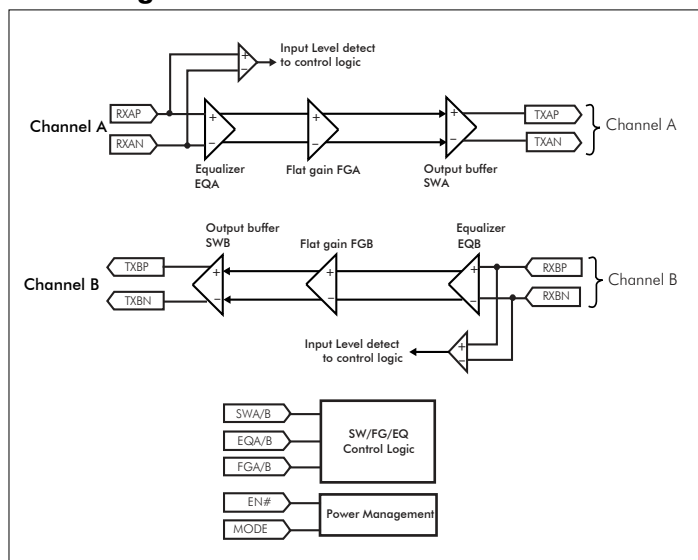 Input Level detect
to control logic
+
−
RXAP
RXAN
Channel A
+
−
+
−
+
−
TXAP
TXAN
Channel A
Equalizer
EQA
Flat gain FGA
Output buffer
SWA
Output buffer
SWB
Flat gain FGB
Equalizer
EQB
Channel B
TXBP
TXBN
+
−
+
−
+
−
RXBP
RXBN
Channel B
Input Level detect
to control logic
+
−
SWA/B
EQA/B
FGA/B
SW/FG/EQ
Control Logic
EN#
MODE
Power Management